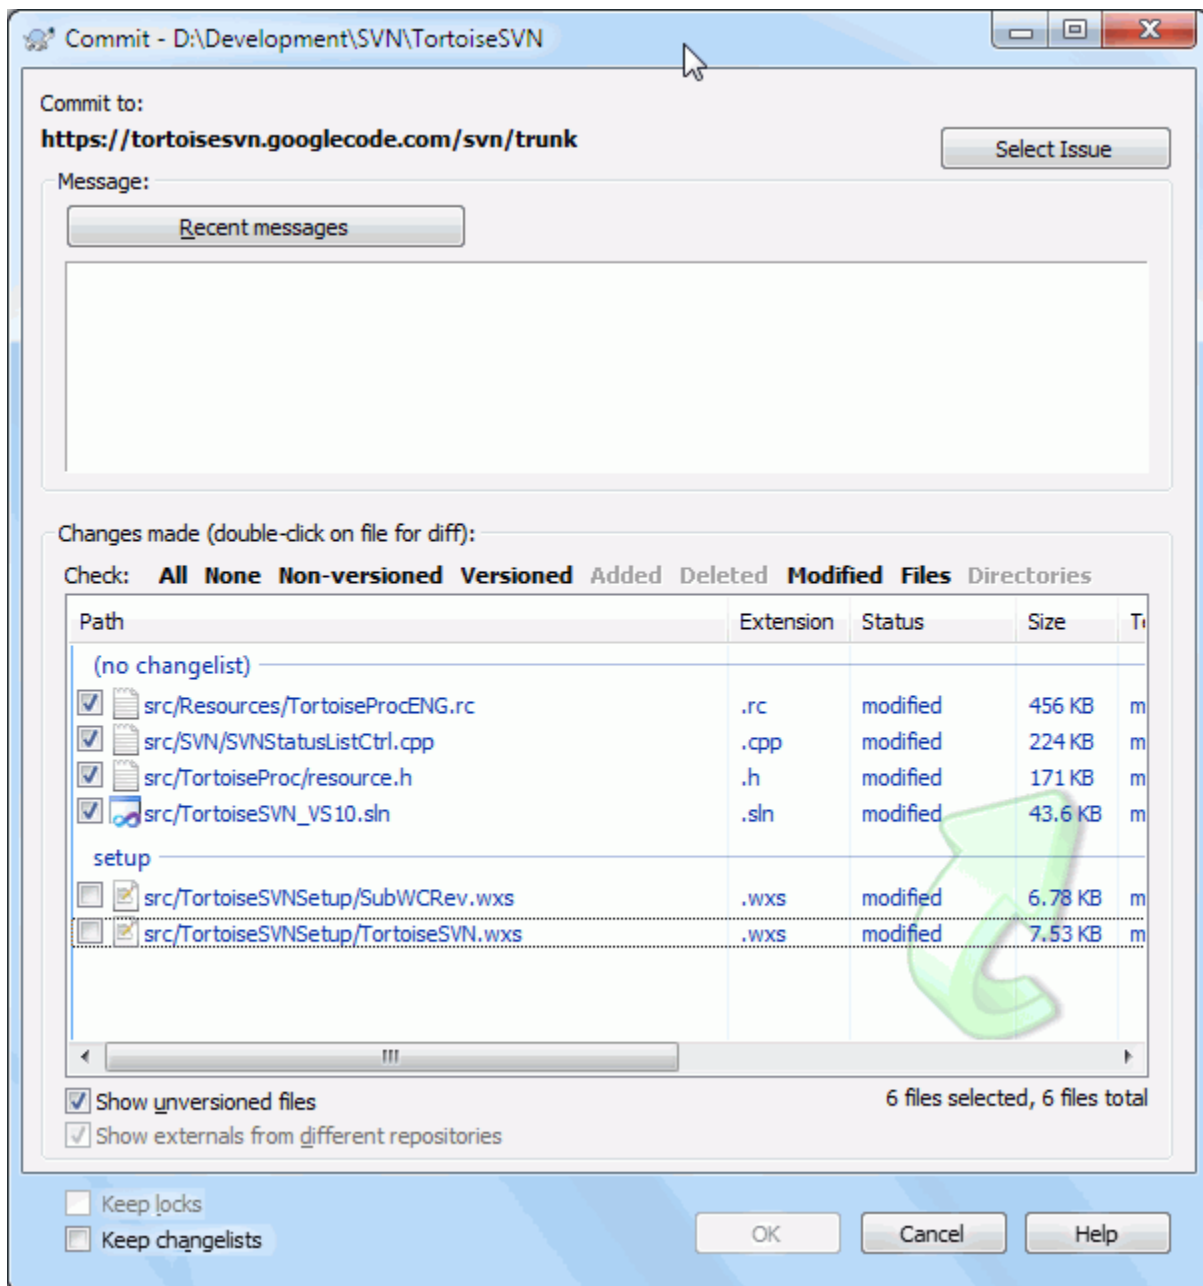 Commit - D:\Development\SVN\TortoiseSVN
Commit to:
https://tortoisesvn.googlecode.com/svn/trunk
Select Issue
Message:
Recent messages
Changes made (double-click on file for diff):
Check: All None Non-versioned Versioned Added Deleted Modified Files Directories
Path Extension Status Size
(no changelist)
src/Resources/TortoiseProcENG.rc .rc modified 456 KB m
src/SVN/SVNStatusListCtrl.cpp .cpp modified 224 KB m
src/TortoiseProc/resource.h .h modified 171 KB m
src/TortoiseSVN_VS10.sln .sln modified 43.6 KB m
setup
src/TortoiseSVNSetup/SubWCRev.wxs .wxs modified 6.78 KB m
src/TortoiseSVNSetup/TortoiseSVN.wxs .wxs modified 7.53 KB m
Show unversioned files
6 files selected, 6 files total
Show externals from different repositories
Keep locks
Keep changelists
OK Cancel Help